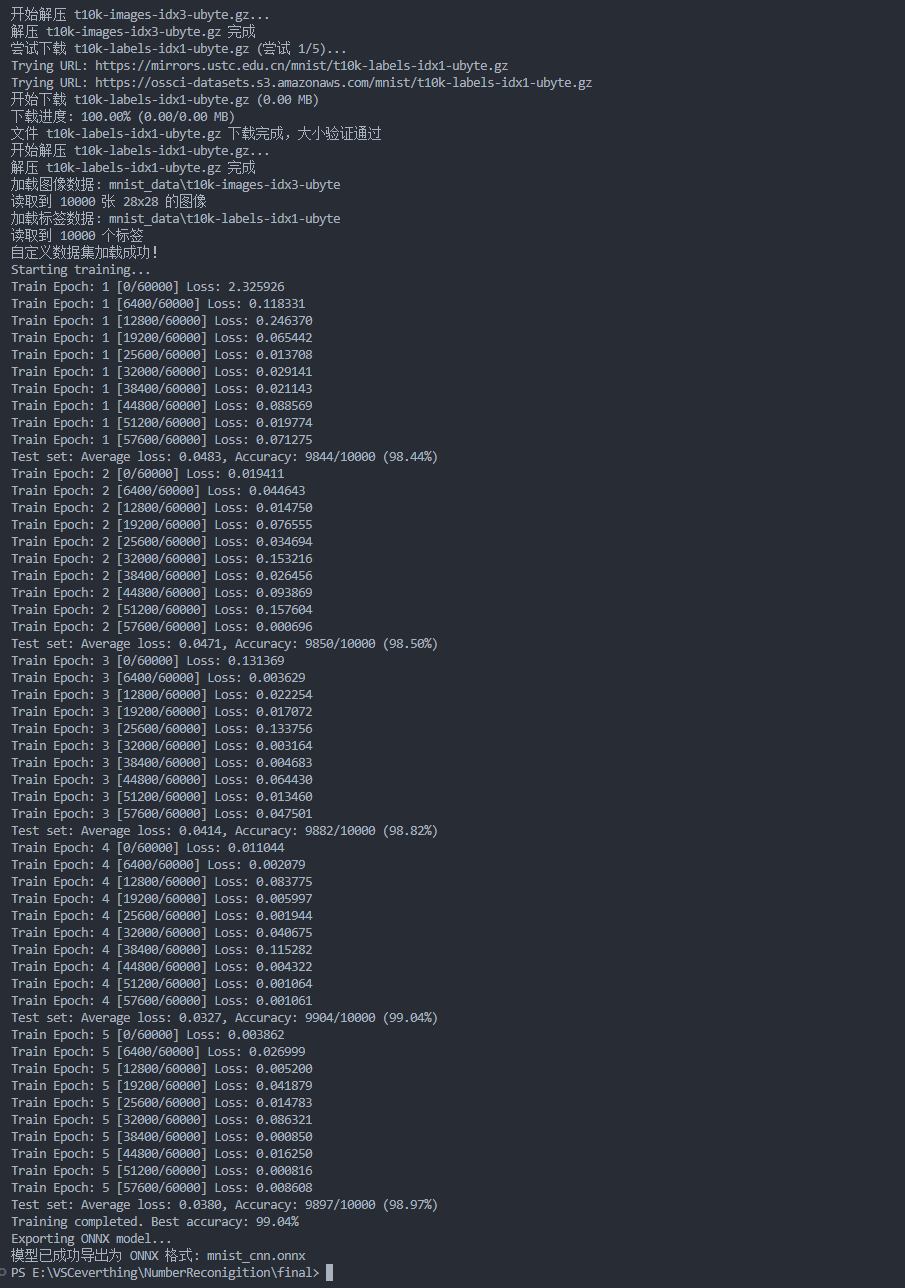 开始解压 t10k-images-idx3-ubyte.gz...
解压 t10k-images-idx3-ubyte.gz 完成
尝试下载 t10k-labels-idx1-ubyte.gz (尝试 1/5)...
Trying URL: https://mirrors.ustc.edu.cn/mnist/t10k-labels-idx1-ubyte.gz
Trying URL: https://ossci-datasets.s3.amazonaws.com/mnist/t10k-labels-idx1-ubyte.gz
开始下载 t10k-labels-idx1-ubyte.gz (0.00 MB)
下载进度: 100.00% (0.00/0.00 MB)
文件 t10k-labels-idx1-ubyte.gz 下载完成，大小验证通过
开始解压 t10k-labels-idx1-ubyte.gz...
解压 t10k-labels-idx1-ubyte.gz 完成
加载图像数据: mnist_data\t10k-images-idx3-ubyte
读取到 10000 张 28x28 的图像
加载标签数据: mnist_data\t10k-labels-idx1-ubyte
读取到 10000 个标签
自定义数据集加载成功!
Starting training...
Train Epoch: 1 [0/60000] Loss: 2.325926
Train Epoch: 1 [6400/60000] Loss: 0.118331
Train Epoch: 1 [12800/60000] Loss: 0.246370
Train Epoch: 1 [19200/60000] Loss: 0.065442
Train Epoch: 1 [25600/60000] Loss: 0.013708
Train Epoch: 1 [32000/60000] Loss: 0.029141
Train Epoch: 1 [38400/60000] Loss: 0.021143
Train Epoch: 1 [44800/60000] Loss: 0.088569
Train Epoch: 1 [51200/60000] Loss: 0.019774
Train Epoch: 1 [57600/60000] Loss: 0.071275
Test set: Average loss: 0.0483, Accuracy: 9844/10000 (98.44%)
Train Epoch: 2 [0/60000] Loss: 0.019411
Train Epoch: 2 [6400/60000] Loss: 0.044643
Train Epoch: 2 [12800/60000] Loss: 0.014750
Train Epoch: 2 [19200/60000] Loss: 0.076555
Train Epoch: 2 [25600/60000] Loss: 0.034694
Train Epoch: 2 [32000/60000] Loss: 0.153216
Train Epoch: 2 [38400/60000] Loss: 0.026456
Train Epoch: 2 [44800/60000] Loss: 0.093869
Train Epoch: 2 [51200/60000] Loss: 0.157604
Train Epoch: 2 [57600/60000] Loss: 0.000696
Test set: Average loss: 0.0471, Accuracy: 9850/10000 (98.50%)
Train Epoch: 3 [0/60000] Loss: 0.131369
Train Epoch: 3 [6400/60000] Loss: 0.003629
Train Epoch: 3 [12800/60000] Loss: 0.022254
Train Epoch: 3 [19200/60000] Loss: 0.017072
Train Epoch: 3 [25600/60000] Loss: 0.133756
Train Epoch: 3 [32000/60000] Loss: 0.003164
Train Epoch: 3 [38400/60000] Loss: 0.004683
Train Epoch: 3 [44800/60000] Loss: 0.064430
Train Epoch: 3 [51200/60000] Loss: 0.013460
Train Epoch: 3 [57600/60000] Loss: 0.047501
Test set: Average loss: 0.0414, Accuracy: 9882/10000 (98.82%)
Train Epoch: 4 [0/60000] Loss: 0.011044
Train Epoch: 4 [6400/60000] Loss: 0.002079
Train Epoch: 4 [12800/60000] Loss: 0.083775
Train Epoch: 4 [19200/60000] Loss: 0.005997
Train Epoch: 4 [25600/60000] Loss: 0.001944
Train Epoch: 4 [32000/60000] Loss: 0.040675
Train Epoch: 4 [38400/60000] Loss: 0.115282
Train Epoch: 4 [44800/60000] Loss: 0.004322
Train Epoch: 4 [51200/60000] Loss: 0.001064
Train Epoch: 4 [57600/60000] Loss: 0.001061
Test set: Average loss: 0.0327, Accuracy: 9904/10000 (99.04%)
Train Epoch: 5 [0/60000] Loss: 0.003862
Train Epoch: 5 [6400/60000] Loss: 0.026999
Train Epoch: 5 [12800/60000] Loss: 0.005200
Train Epoch: 5 [19200/60000] Loss: 0.041879
Train Epoch: 5 [25600/60000] Loss: 0.014783
Train Epoch: 5 [32000/60000] Loss: 0.086321
Train Epoch: 5 [38400/60000] Loss: 0.000850
Train Epoch: 5 [44800/60000] Loss: 0.016250
Train Epoch: 5 [51200/60000] Loss: 0.000816
Train Epoch: 5 [57600/60000] Loss: 0.008608
Test set: Average loss: 0.0380, Accuracy: 9897/10000 (98.97%)
Training completed. Best accuracy: 99.04%
Exporting ONNX model...
模型已成功导出为 ONNX 格式: mnist_cnn.onnx
PS E:\VSCeverthing\NumberReconigition\final>